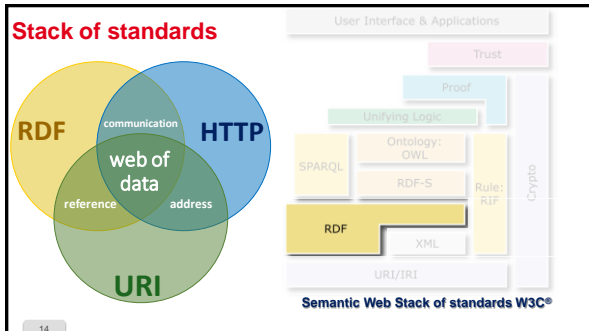 Stack of standards
RDF
communication
HTTP
web of
data
reference
address
URI
User Interface & Applications
Trust
Proof
Unifying Logic
Ontology:
OWL
SPARQL
RDF-S
Rule:
RIF
Crypto
RDF
XML
URI/IRI
Semantic Web Stack of standards W3C®
14